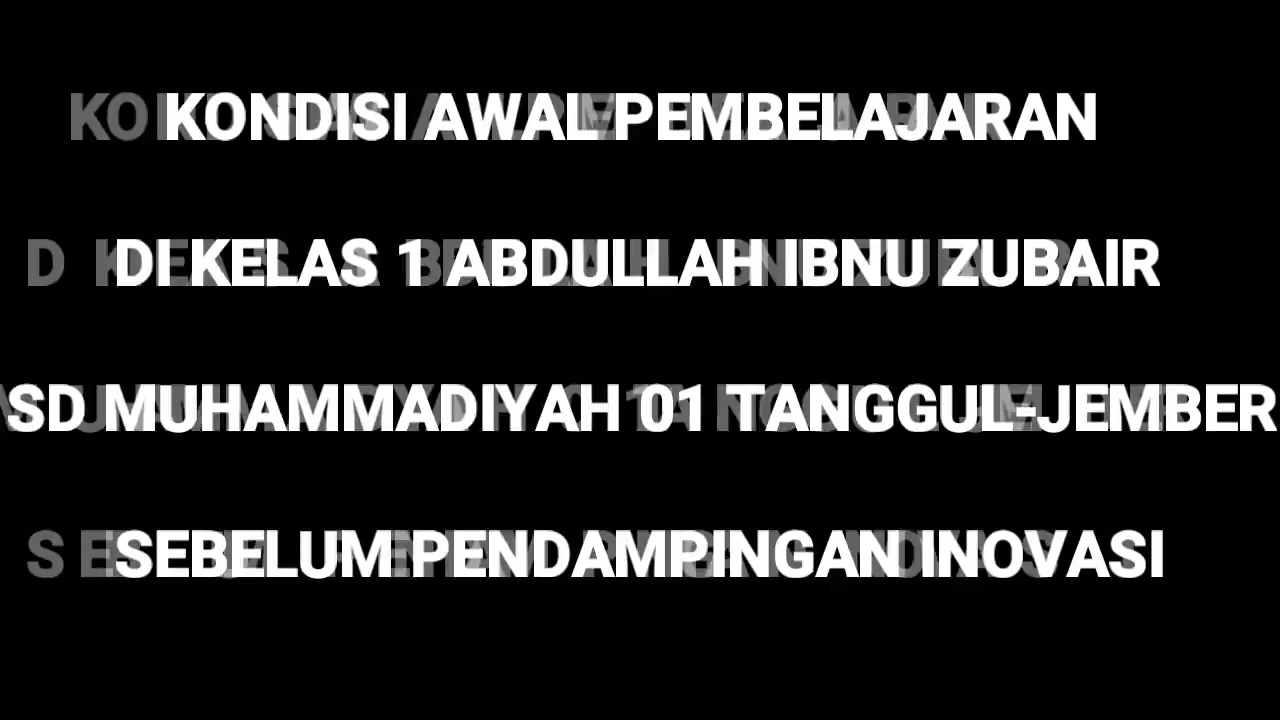 KONDISI AWAL PEMBELAJARAN
DI KELAS 1 ABDULLAH IBNU ZUBAIR
SD MUHAMMADIYAH 01 TANGGUL-JEMBER
SEBELUM PENDAMPINGAN INOVASI